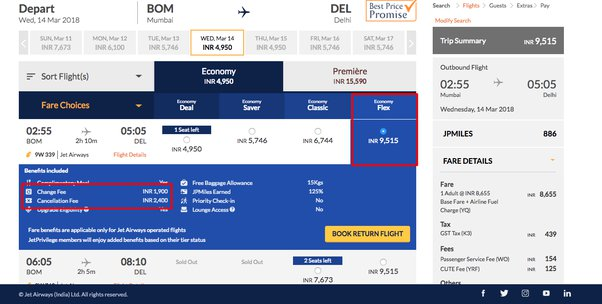 Depart
Wed, 14 Mar 2018
BOM
Mumbai
DEL
Delhi
Best Price
Promise
SUN, Mar 11
INR 7,673
MON, Mar 12
INR 6,100
TUE, Mar 13
INR 5,746
WED, Mar 14
INR 4,950
THU, Mar 15
INR 4,950
FRI, Mar 16
INR 5,746
SAT, Mar 17
INR 5,746
Sort Flight(s)
Economy
INR 4,950
Première
INR 15,590
Fare Choices
Economy
Deal
Economy
Saver
Economy
Classic
Economy
Flex
02:55
BOM
2h 10m
05:05
DEL
9W 339 | Jet Airways
Flight Details
1 Seat left
INR 4,950
INR 5,746
INR 6,744
INR 9,515
Benefits included
Complimentary Meal Yes
Change Fee INR 1,900
Cancellation Fee INR 2,400
Upgrade Eligibility Yes
Free Baggage Allowance 15Kgs
JPMiles Earned 125%
Priority Check-in No
Lounge Access No
Fare benefits are applicable only for Jet Airways operated flights
JetPrivilege members will enjoy added benefits based on their tier status
BOOK RETURN FLIGHT
06:05
BOM
2h 5m
08:10
DEL
Sold Out
Sold Out
2 Seats left
INR 7,673
INR 9,515
Search > Flights > Guests > Extras > Pay
Modify Search
Trip Summary INR 9,515
Outbound Flight
02:55
Mumbai
05:05
Delhi
Wednesday, 14 Mar 2018
JPMILES 886
FARE DETAILS
Fare
1 Adult @ INR 8,655
Base Fare + Airline Fuel
Charge (YQ)
INR 8,655
Tax
GST Tax (K3) INR 439
Fees
Passenger Service Fee (WO) INR 154
CUTE Fee (YRF) INR 125
© Jet Airways (India) Ltd. All rights reserved.